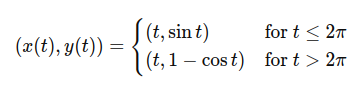 (x(t), y(t)) = { (t, sin t) for t ≤ 2π
(t, 1 − cos t) for t > 2π